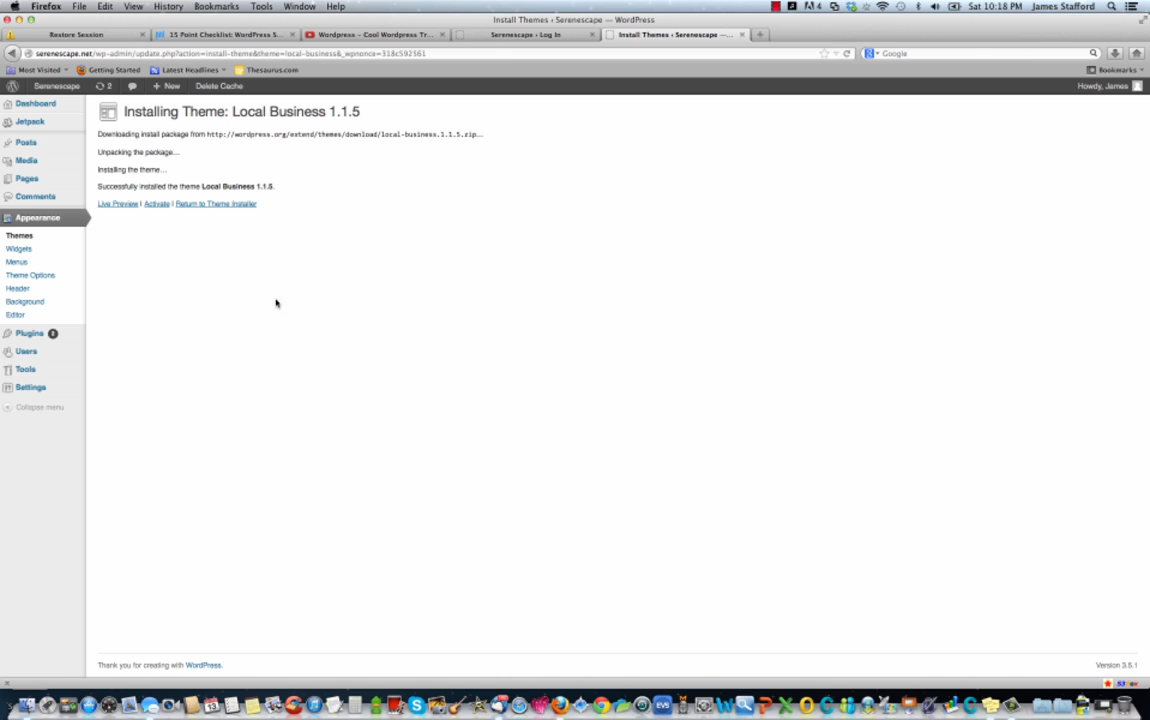 Firefox File Edit View History Bookmarks Tools Window Help 4 Sat 10:18 PM James Stafford
Install Themes ‹ Serenescape — WordPress
Restore Session 15 Point Checklist: WordPress S... Wordpress – Cool Wordpress Tr... Serenescape › Log In Install Themes ‹ Serenescape —...
serenescape.net/wp-admin/update.php?action=install-theme&theme=local-business&_wpnonce=318c592561 Google
Most Visited Getting Started Latest Headlines Thesaurus.com Bookmarks
Serenescape 2 + New Delete Cache Howdy, James
Dashboard
Jetpack
Posts
Media
Pages
Comments
Appearance
Themes
Widgets
Menus
Theme Options
Header
Background
Editor
Plugins
Users
Tools
Settings
Collapse menu
Installing Theme: Local Business 1.1.5
Downloading install package from http://wordpress.org/extend/themes/download/local-business.1.1.5.zip…
Unpacking the package…
Installing the theme…
Successfully installed the theme Local Business 1.1.5.
Live Preview | Activate | Return to Theme Installer
Thank you for creating with WordPress. Version 3.5.1